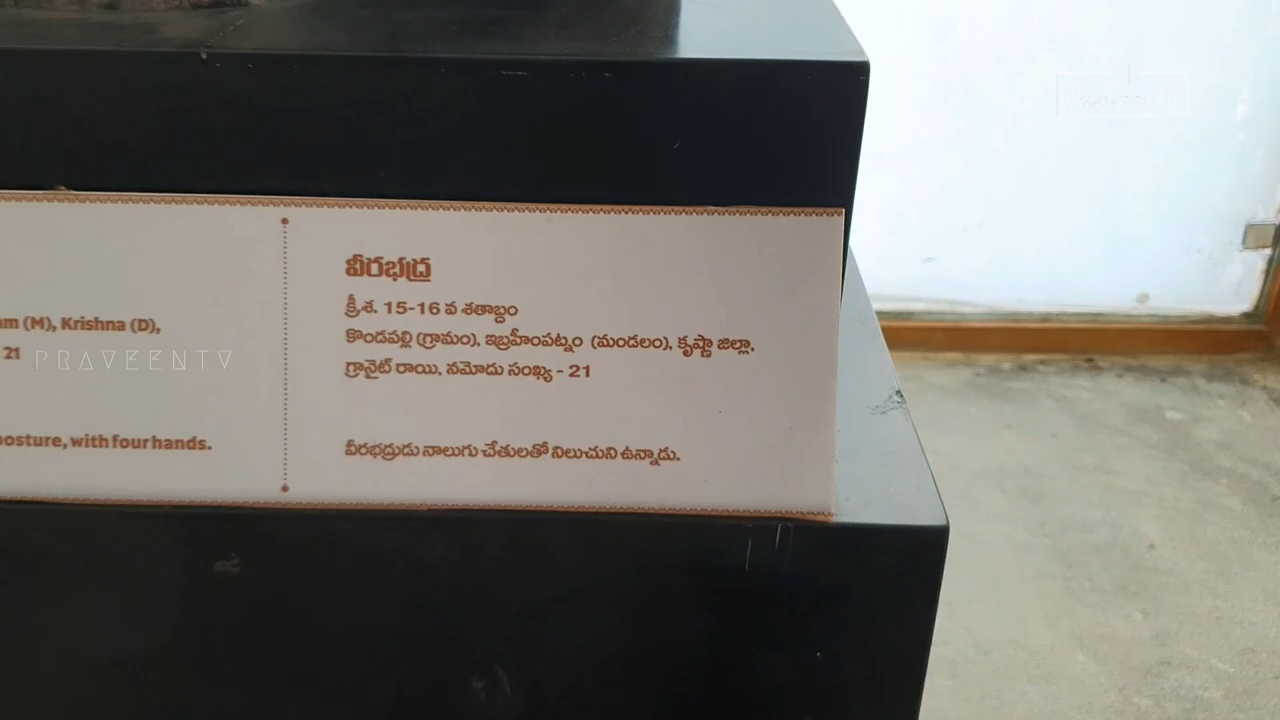 am (M), Krishna (D),
21
posture, with four hands.
వీరభద్ర
క్రీ.శ. 15-16 వ శతాబ్దం
కొండపల్లి (గ్రామం), ఇబ్రహీంపట్నం (మండలం), కృష్ణా జిల్లా,
గ్రానైట్ రాయి, నమోదు సంఖ్య - 21
వీరభద్రుడు నాలుగు చేతులతో నిలుచుని ఉన్నాడు.
PRAVEENTV